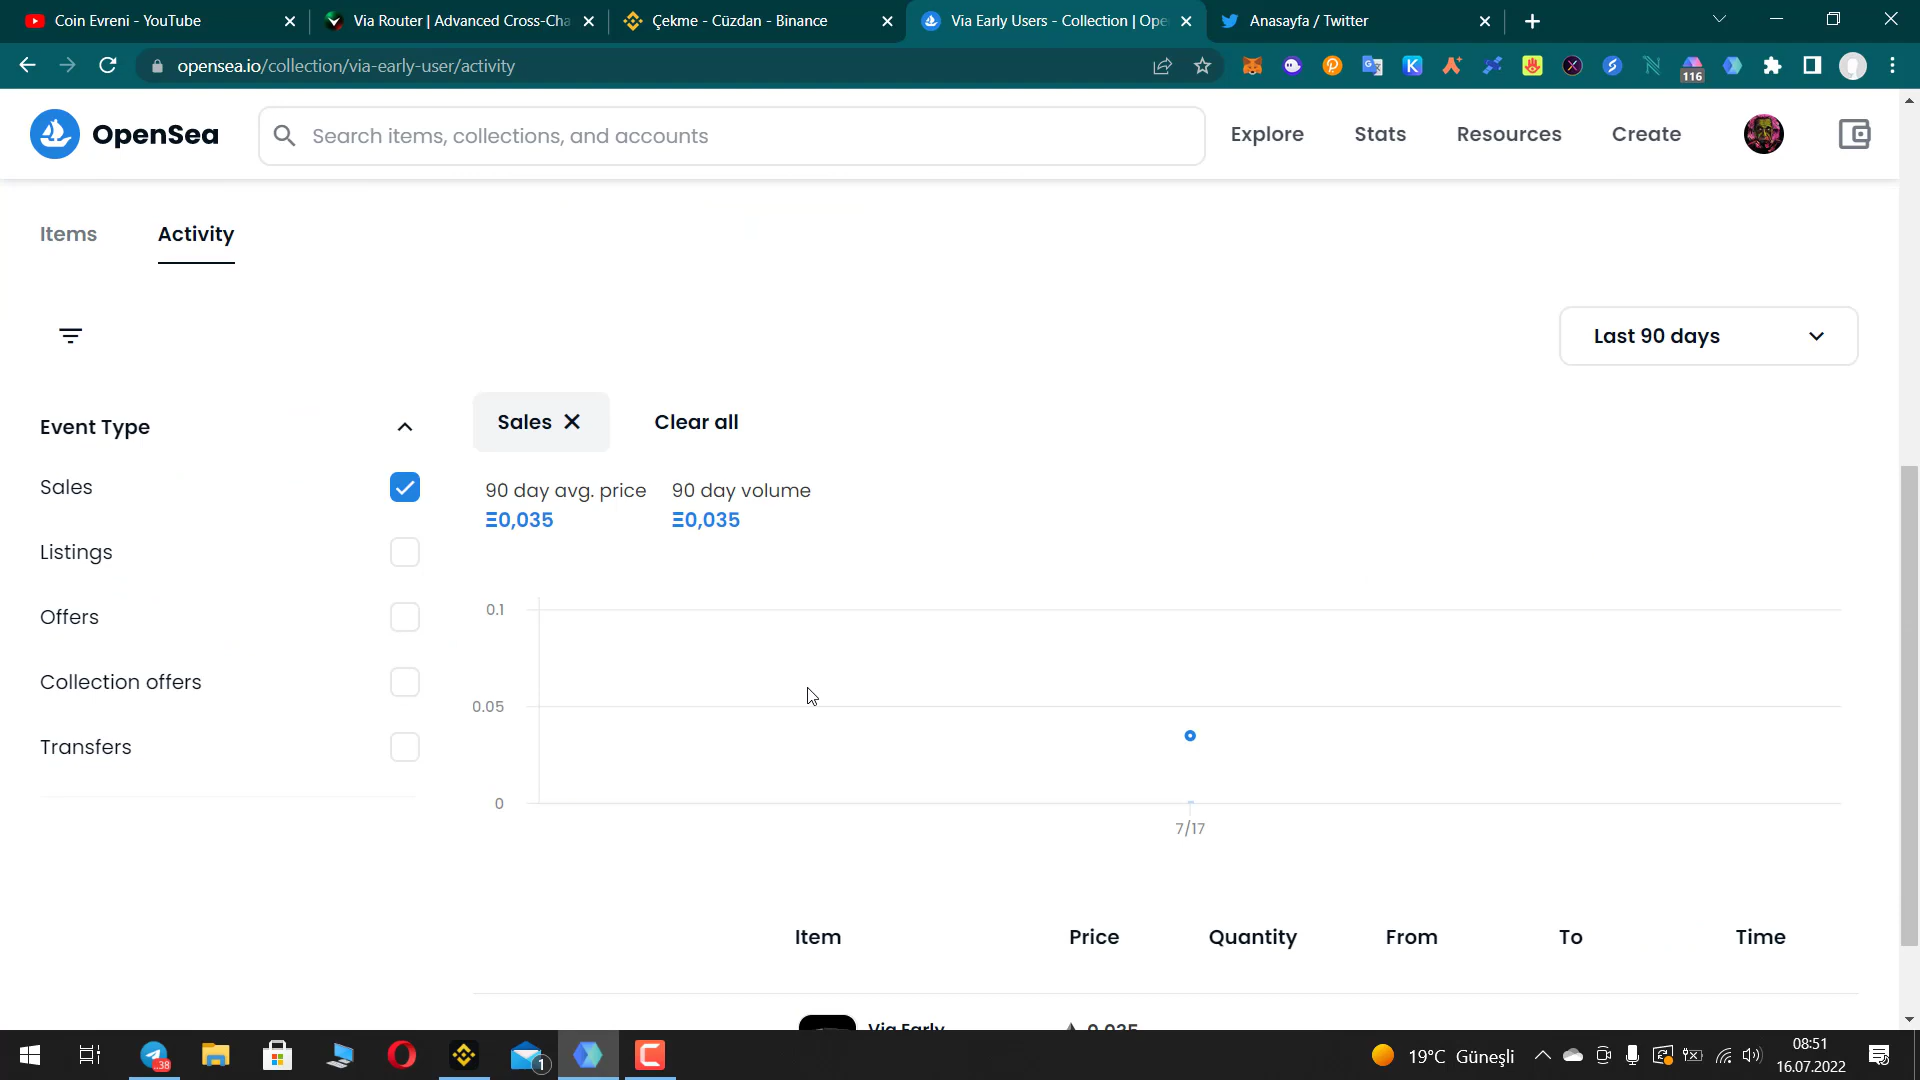 Coin Evreni - YouTube
Via Router | Advanced Cross-Cha
Çekme - Cüzdan - Binance
Via Early Users - Collection | Ope
Anasayfa / Twitter
opensea.io/collection/via-early-user/activity
116
OpenSea
Search items, collections, and accounts
Explore
Stats
Resources
Create
Items
Activity
Last 90 days
Event Type
Sales
Clear all
Sales
90 day avg. price
90 day volume
Ξ0,035
Ξ0,035
Listings
0.1
Offers
Collection offers
0.05
Transfers
0
7/17
Item
Price
Quantity
From
To
Time
Via Early
0,035
38
1
19°C Güneşli
08:51
16.07.2022